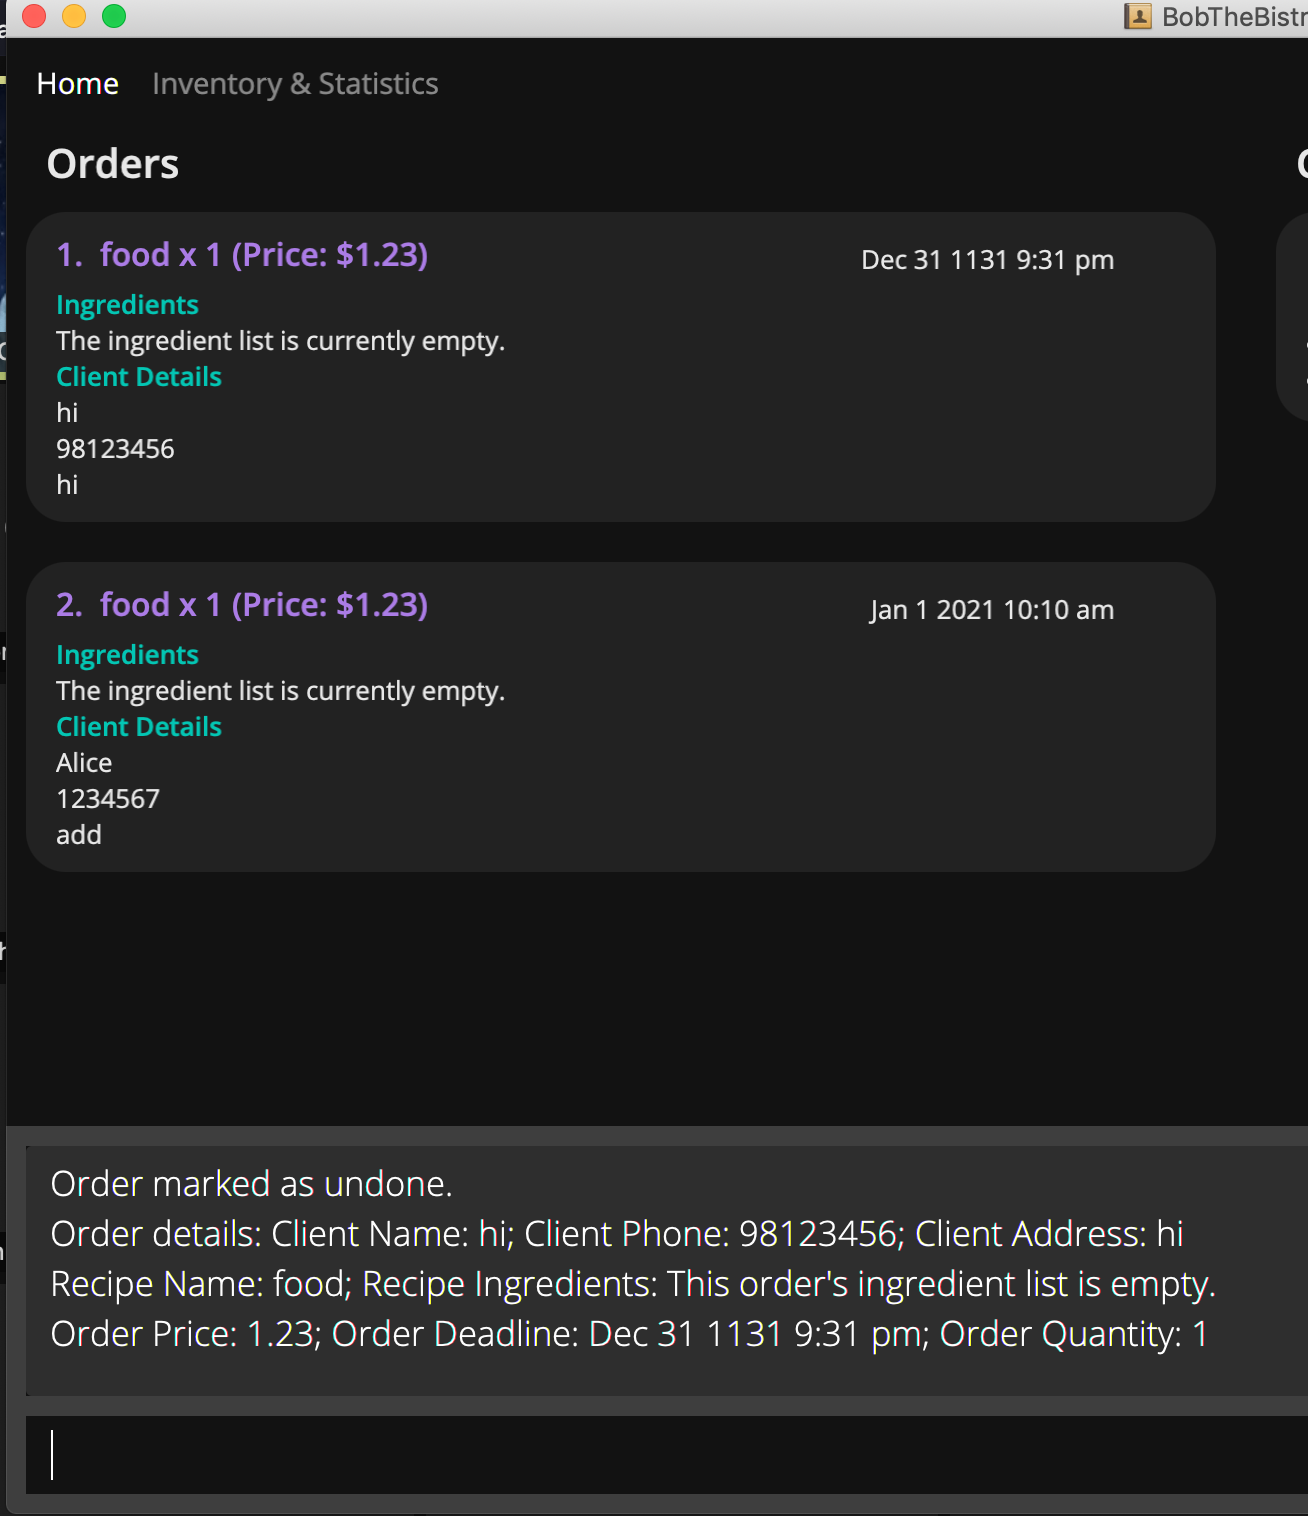 BobTheBistr
Home Inventory & Statistics
Orders
1. food x 1 (Price: $1.23) Dec 31 1131 9:31 pm
Ingredients
The ingredient list is currently empty.
Client Details
hi
98123456
hi
2. food x 1 (Price: $1.23) Jan 1 2021 10:10 am
Ingredients
The ingredient list is currently empty.
Client Details
Alice
1234567
add
Order marked as undone.
Order details: Client Name: hi; Client Phone: 98123456; Client Address: hi
Recipe Name: food; Recipe Ingredients: This order's ingredient list is empty.
Order Price: 1.23; Order Deadline: Dec 31 1131 9:31 pm; Order Quantity: 1